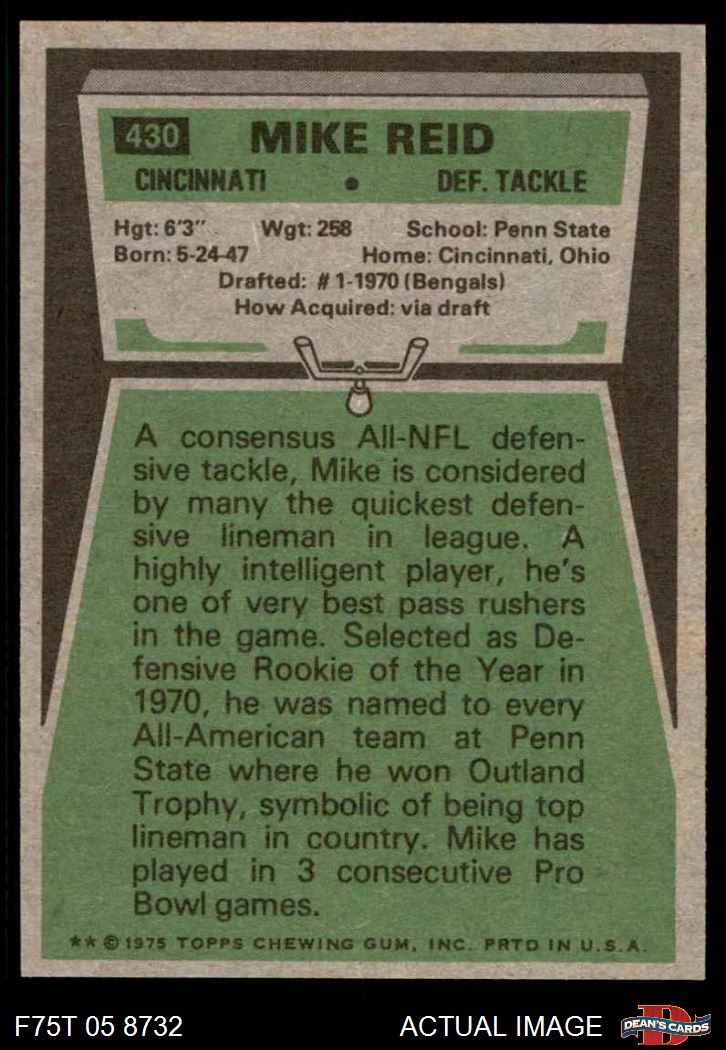 430 MIKE REID
CINCINNATI • DEF. TACKLE
Hgt: 6'3" Wgt: 258 School: Penn State
Born: 5-24-47 Home: Cincinnati, Ohio
Drafted: #1-1970 (Bengals)
How Acquired: via draft
A consensus All-NFL defen-
sive tackle, Mike is considered
by many the quickest defen-
sive lineman in league. A
highly intelligent player, he's
one of very best pass rushers
in the game. Selected as De-
fensive Rookie of the Year in
1970, he was named to every
All-American team at Penn
State where he won Outland
Trophy, symbolic of being top
lineman in country. Mike has
played in 3 consecutive Pro
Bowl games.
**©1975 TOPPS CHEWING GUM, INC. PRTD IN U.S.A.
F75T 05 8732 ACTUAL IMAGE D DEAN'S CARDS